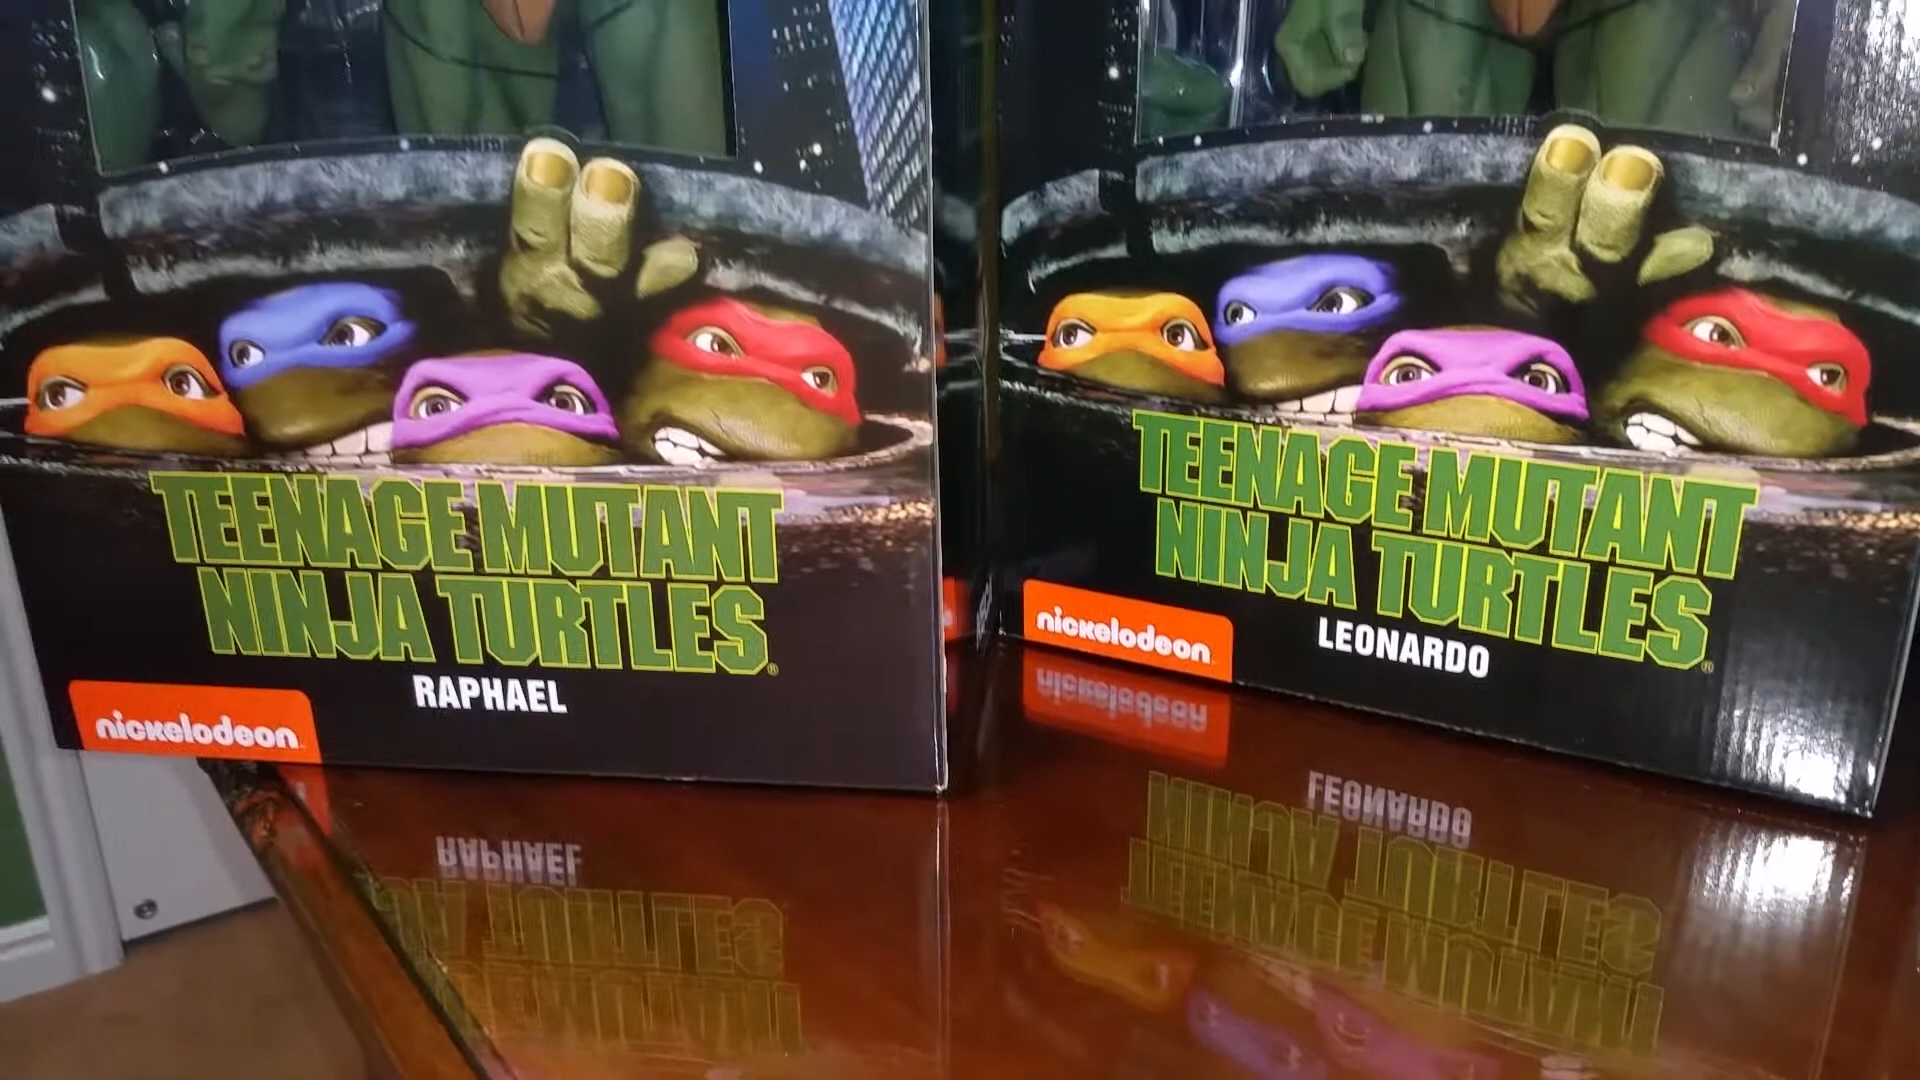 TEENAGE MUTANT
NINJA TURTLES®
RAPHAEL
nickelodeon
TEENAGE MUTANT
NINJA TURTLES®
LEONARDO
nickelodeon